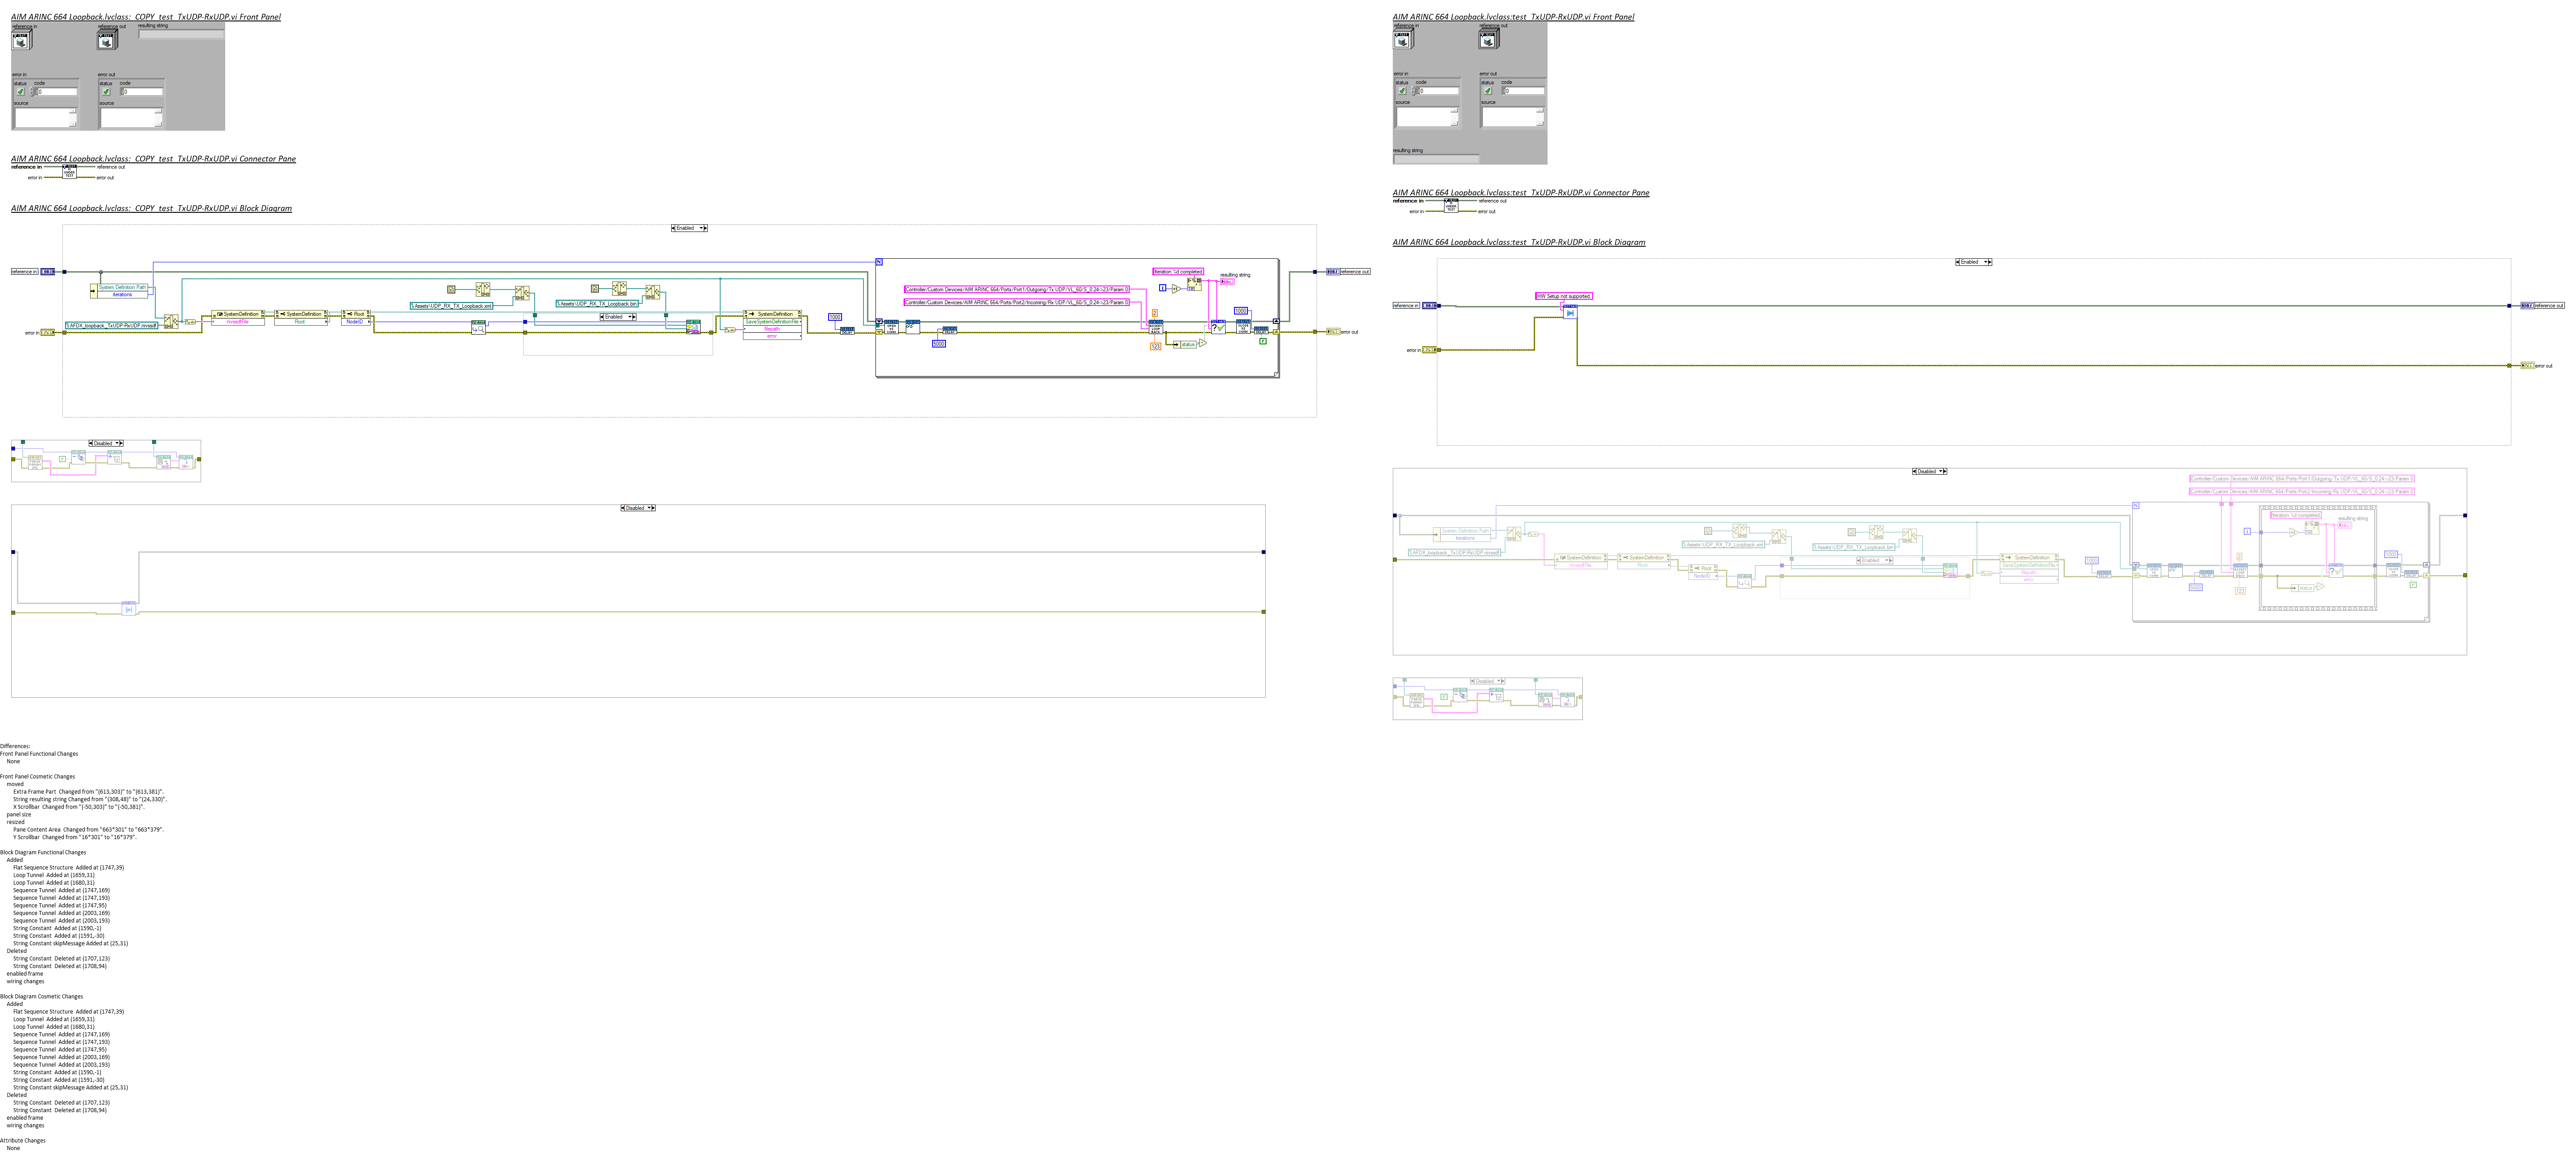 AIM ARINC 664 Loopback.lvclass:_COPY_test_TxUDP-RxUDP.vi Front Panel
reference in
reference out
resulting string
error in
error out
status code
status code
0
0
source
source
AIM ARINC 664 Loopback.lvclass:_COPY_test_TxUDP-RxUDP.vi Connector Pane
reference in
reference out
error in
error out
AIM ARINC 664 Loopback.lvclass:_COPY_test_TxUDP-RxUDP.vi Block Diagram
Enabled
reference in
System Definition Path
iterations
\AFDX_loopback_TxUDP-RxUDP.nivssdf
error in
SystemDefinition
nivssdfFile
SystemDefinition
Root
Root
NodeID
\Assets\UDP_RX_TX_Loopback.xml
\Assets\UDP_RX_TX_Loopback.bin
Enabled
SystemDefinition
SaveSystemDefinitionFile
filepath
error
1000
5000
N
Controller/Custom Devices/AIM ARINC 664/Ports/Port1/Outgoing/Tx UDP/VL_60/S_0:24->23/Param 0
Controller/Custom Devices/AIM ARINC 664/Ports/Port2/Incoming/Rx UDP/VL_60/S_0:24->23/Param 0
Iteration %d completed
resulting string
i
2
123
status
1000
F
reference out
error out
Disabled
F
Disabled
Differences:
Front Panel Functional Changes
None
Front Panel Cosmetic Changes
moved
Extra Frame Part Changed from "(613,303)" to "(613,381)".
String resulting string Changed from "(308,48)" to "(24,330)".
X Scrollbar Changed from "(-50,303)" to "(-50,381)".
panel size
resized
Pane Content Area Changed from "663*301" to "663*379".
Y Scrollbar Changed from "16*301" to "16*379".
Block Diagram Functional Changes
Added
Flat Sequence Structure Added at (1747,39)
Loop Tunnel Added at (1659,31)
Loop Tunnel Added at (1680,31)
Sequence Tunnel Added at (1747,169)
Sequence Tunnel Added at (1747,193)
Sequence Tunnel Added at (1747,95)
Sequence Tunnel Added at (2003,169)
Sequence Tunnel Added at (2003,193)
String Constant Added at (1590,-1)
String Constant Added at (1591,-30)
String Constant skipMessage Added at (25,31)
Deleted
String Constant Deleted at (1707,123)
String Constant Deleted at (1708,94)
enabled frame
wiring changes
Block Diagram Cosmetic Changes
Added
Flat Sequence Structure Added at (1747,39)
Loop Tunnel Added at (1659,31)
Loop Tunnel Added at (1680,31)
Sequence Tunnel Added at (1747,169)
Sequence Tunnel Added at (1747,193)
Sequence Tunnel Added at (1747,95)
Sequence Tunnel Added at (2003,169)
Sequence Tunnel Added at (2003,193)
String Constant Added at (1590,-1)
String Constant Added at (1591,-30)
String Constant skipMessage Added at (25,31)
Deleted
String Constant Deleted at (1707,123)
String Constant Deleted at (1708,94)
enabled frame
wiring changes
Attribute Changes
None
AIM ARINC 664 Loopback.lvclass:test_TxUDP-RxUDP.vi Front Panel
reference in
reference out
error in
error out
status code
status code
0
0
source
source
resulting string
AIM ARINC 664 Loopback.lvclass:test_TxUDP-RxUDP.vi Connector Pane
reference in
reference out
error in
error out
AIM ARINC 664 Loopback.lvclass:test_TxUDP-RxUDP.vi Block Diagram
Enabled
HW Setup not supported.
reference in
reference out
error in
error out
Disabled
Controller/Custom Devices/AIM ARINC 664/Ports/Port1/Outgoing/Tx UDP/VL_60/S_0:24->23/Param 0
Controller/Custom Devices/AIM ARINC 664/Ports/Port2/Incoming/Rx UDP/VL_60/S_0:24->23/Param 0
System Definition Path
iterations
\AFDX_loopback_TxUDP-RxUDP.nivssdf
SystemDefinition
nivssdfFile
SystemDefinition
Root
Root
NodeID
\Assets\UDP_RX_TX_Loopback.xml
\Assets\UDP_RX_TX_Loopback.bin
Enabled
SystemDefinition
SaveSystemDefinitionFile
filepath
error
1000
5000
N
Iteration %d completed
resulting string
i
2
123
status
1000
F
Disabled
F